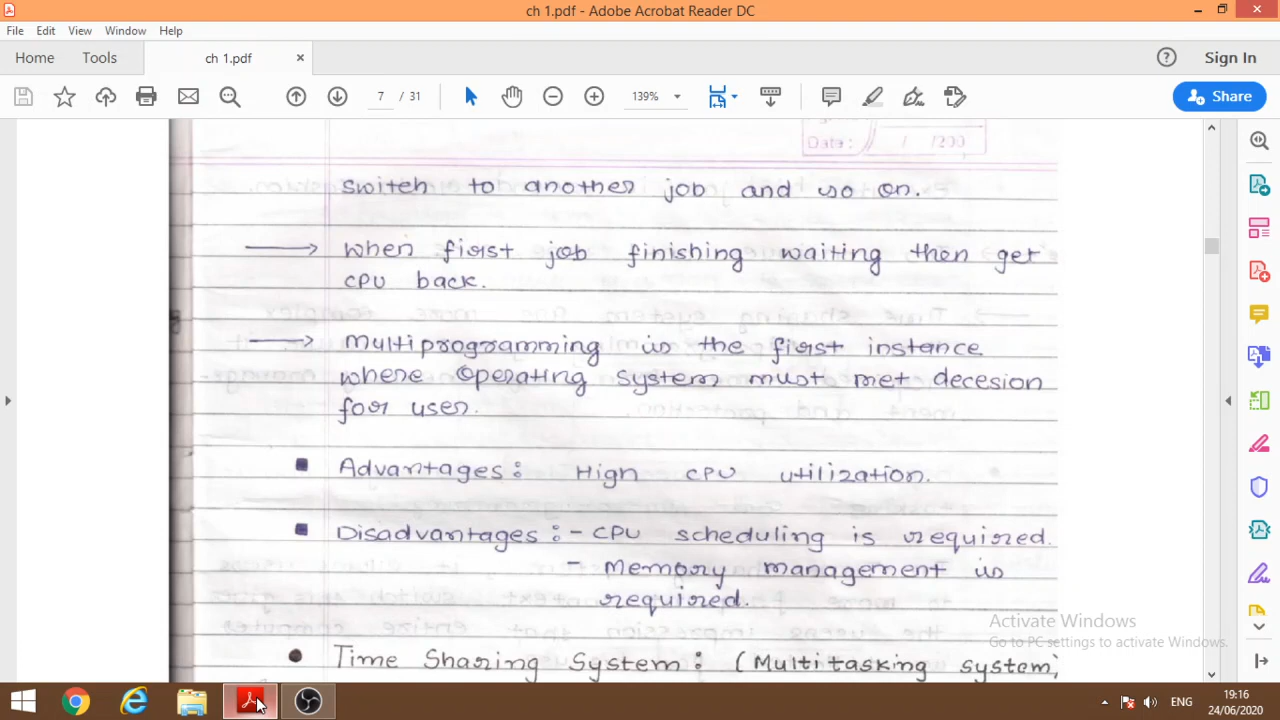 ch 1.pdf - Adobe Acrobat Reader DC
File Edit View Window Help
Home Tools ch 1.pdf Sign In
7 / 31 139% Share
Date: / /200
switch to another job and so on.
→ when first job finishing waiting then get
CPU back.
→ Multiprogramming is the first instance
where Operating system must met decesion
for user.
▪ Advantages: Hign CPU utilization.
▪ Disadvantages: - CPU scheduling is required.
- Memory management is
required.
Activate Windows
Go to PC settings to activate Windows.
• Time Sharing System: (Multitasking system)
ENG 19:16
24/06/2020